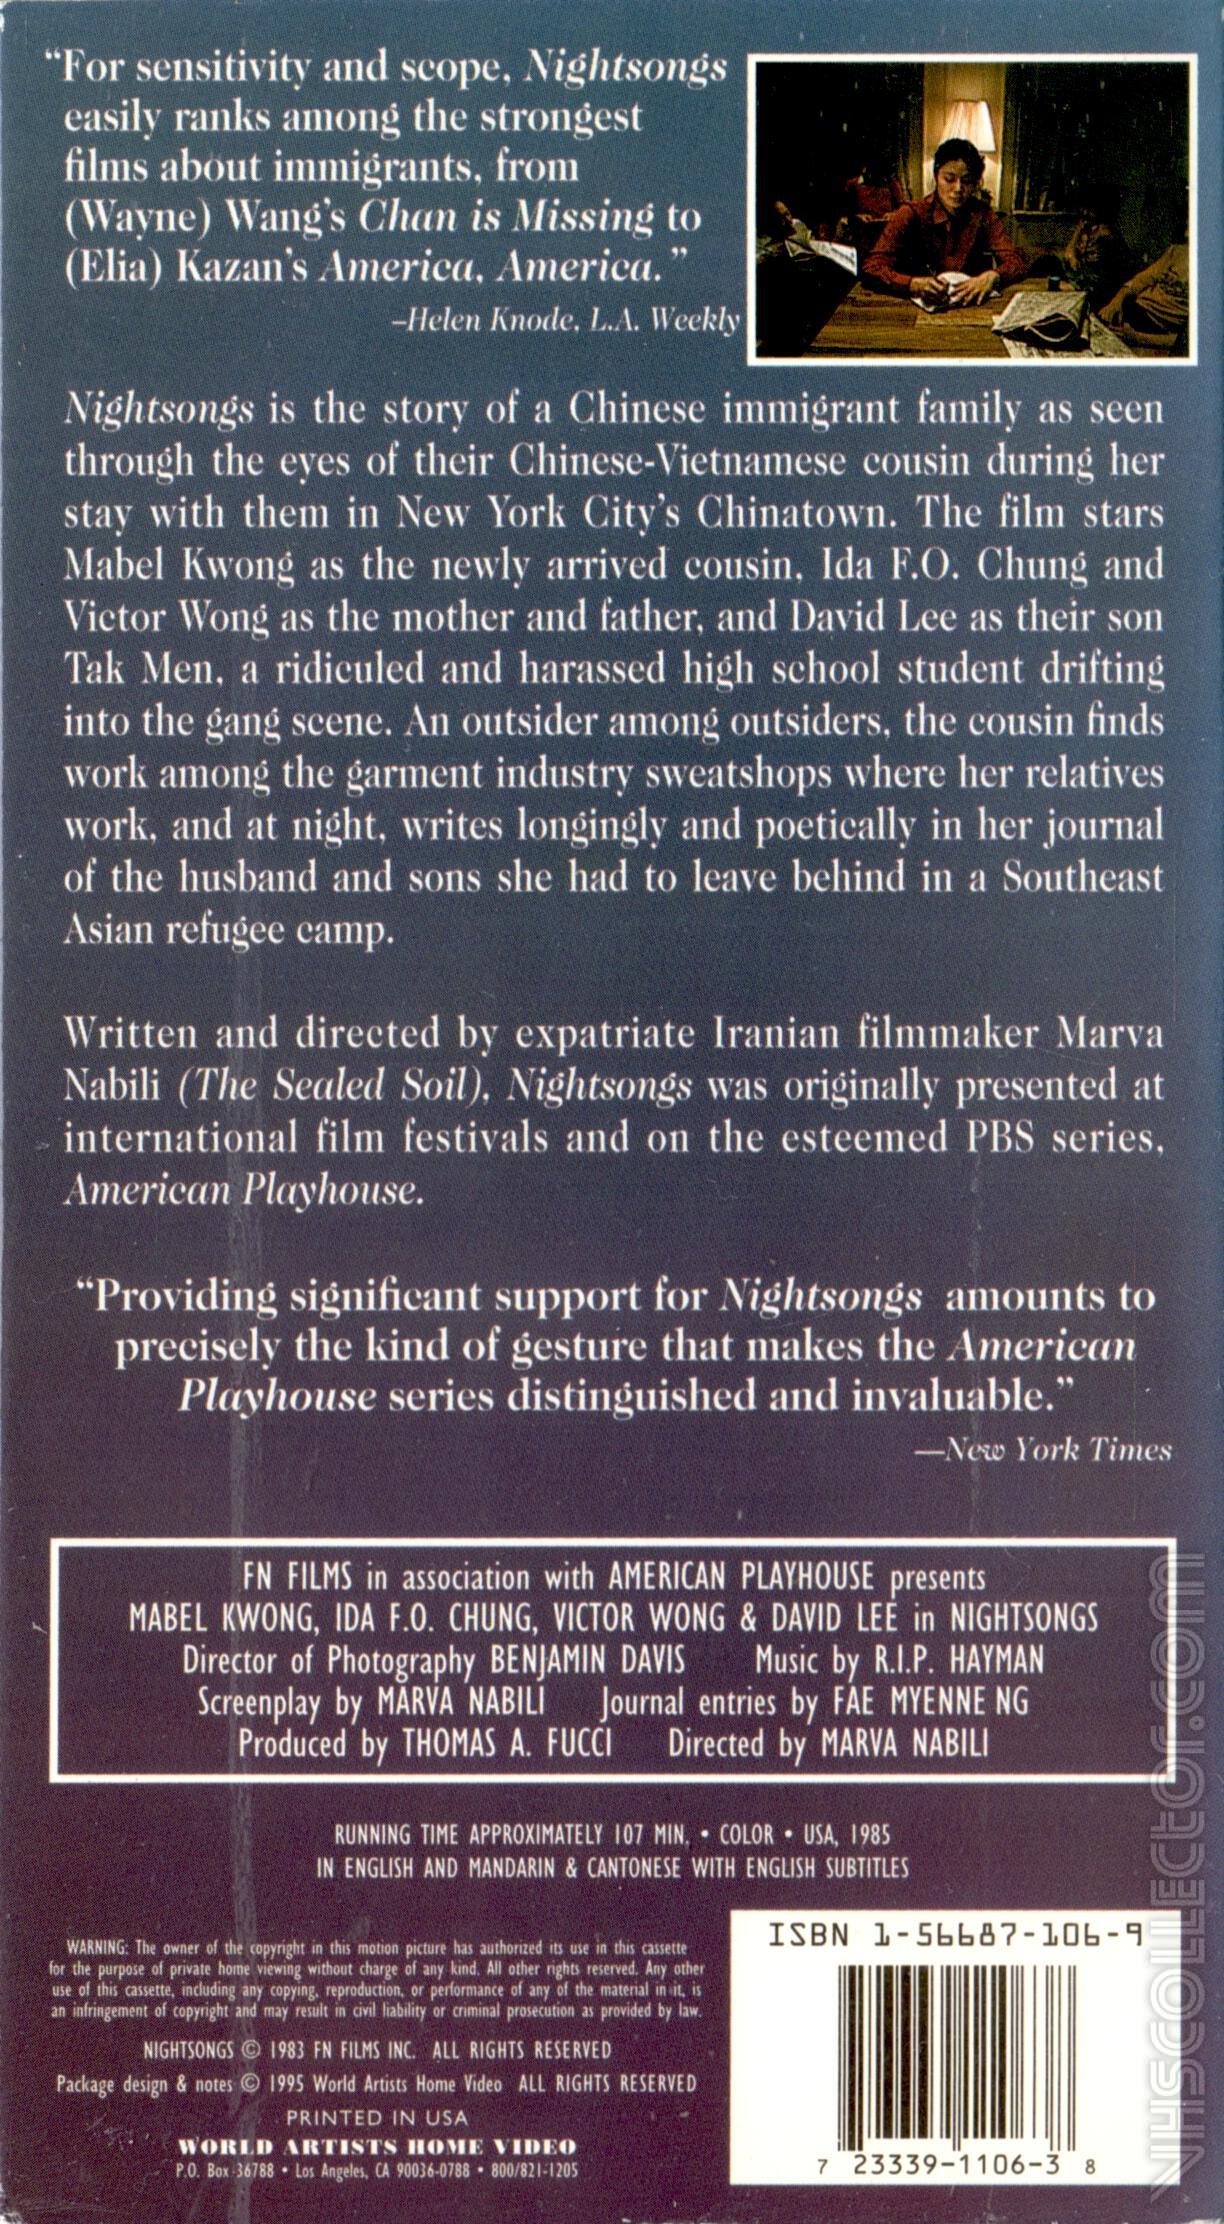 “For sensitivity and scope, Nightsongs
easily ranks among the strongest
films about immigrants, from
(Wayne) Wang's Chan is Missing to
(Elia) Kazan's America, America.”
–Helen Knode, L.A. Weekly
Nightsongs is the story of a Chinese immigrant family as seen
through the eyes of their Chinese-Vietnamese cousin during her
stay with them in New York City's Chinatown. The film stars
Mabel Kwong as the newly arrived cousin, Ida F.O. Chung and
Victor Wong as the mother and father, and David Lee as their son
Tak Men, a ridiculed and harassed high school student drifting
into the gang scene. An outsider among outsiders, the cousin finds
work among the garment industry sweatshops where her relatives
work, and at night, writes longingly and poetically in her journal
of the husband and sons she had to leave behind in a Southeast
Asian refugee camp.
Written and directed by expatriate Iranian filmmaker Marva
Nabili (The Sealed Soil), Nightsongs was originally presented at
international film festivals and on the esteemed PBS series,
American Playhouse.
“Providing significant support for Nightsongs amounts to
precisely the kind of gesture that makes the American
Playhouse series distinguished and invaluable.”
—New York Times
FN FILMS in association with AMERICAN PLAYHOUSE presents
MABEL KWONG, IDA F.O. CHUNG, VICTOR WONG & DAVID LEE in NIGHTSONGS
Director of Photography BENJAMIN DAVIS Music by R.I.P. HAYMAN
Screenplay by MARVA NABILI Journal entries by FAE MYENNE NG
Produced by THOMAS A. FUCCI Directed by MARVA NABILI
RUNNING TIME APPROXIMATELY 107 MIN. • COLOR • USA, 1985
IN ENGLISH AND MANDARIN & CANTONESE WITH ENGLISH SUBTITLES
WARNING: The owner of the copyright in this motion picture has authorized its use in this cassette
for the purpose of private home viewing without charge of any kind. All other rights reserved. Any other
use of this cassette, including any copying, reproduction, or performance of any of the material in it, is
an infringement of copyright and may result in civil liability or criminal prosecution as provided by law.
NIGHTSONGS © 1983 FN FILMS INC. ALL RIGHTS RESERVED
Package design & notes © 1995 World Artists Home Video ALL RIGHTS RESERVED
PRINTED IN USA
WORLD ARTISTS HOME VIDEO
P.O. Box 36788 • Los Angeles, CA 90036-0788 • 800/821-1205
ISBN 1-56687-106-9
7 23339-1106-3 8
VHSCOLLECTOR.COM